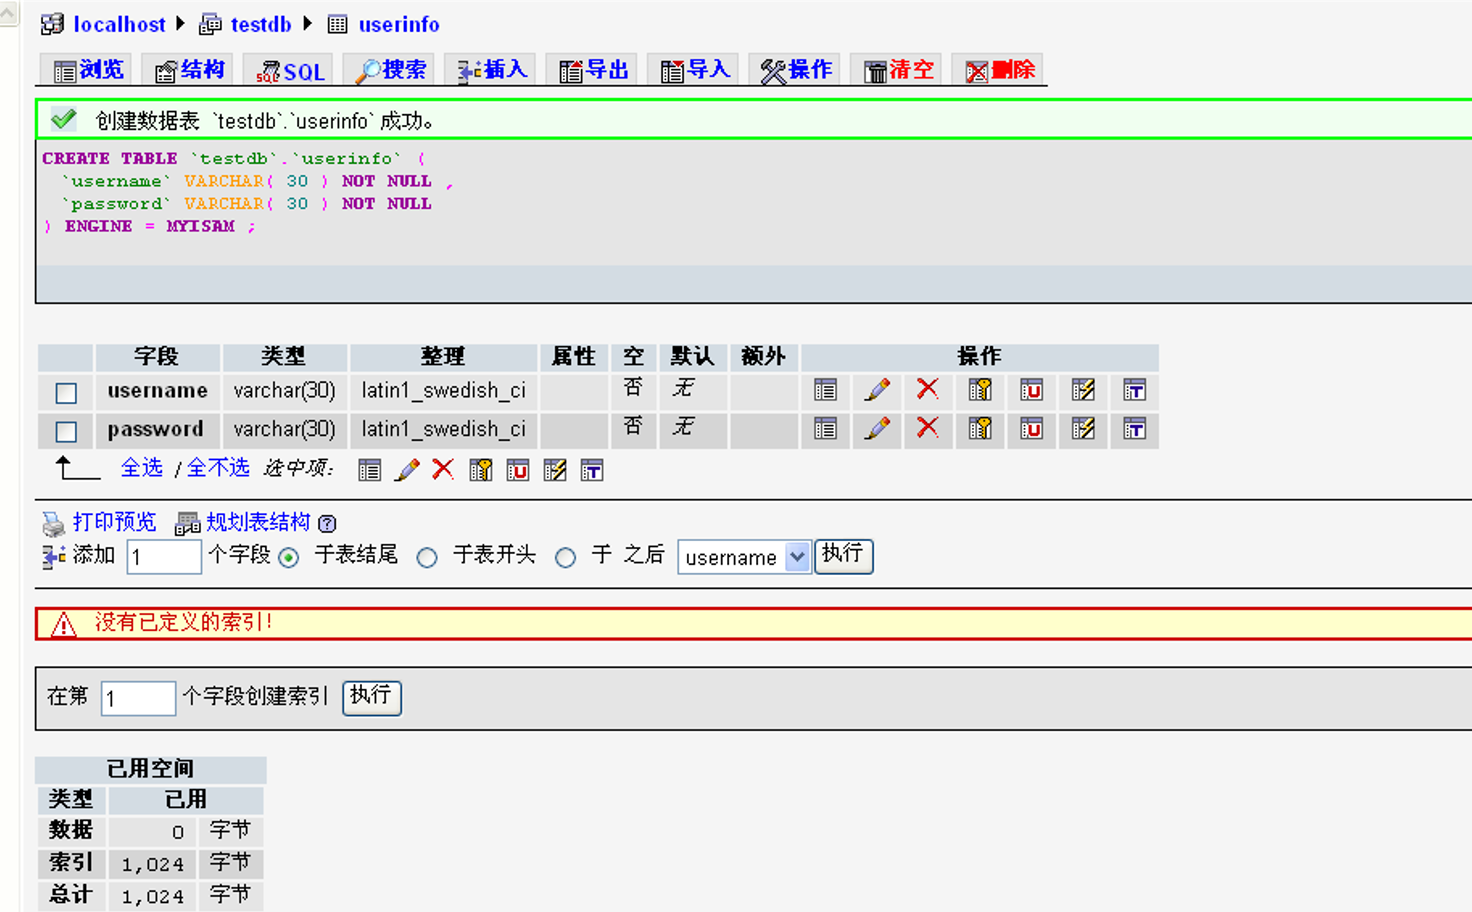 localhost testdb userinfo
浏览 结构 SQL 搜索 插入 导出 导入 操作 清空 删除
创建数据表 `testdb`.`userinfo` 成功。
CREATE TABLE `testdb`.`userinfo` (
`username` VARCHAR( 30 ) NOT NULL ,
`password` VARCHAR( 30 ) NOT NULL
) ENGINE = MYISAM ;
字段 类型 整理 属性 空 默认 额外 操作
username varchar(30) latin1_swedish_ci 否 无
password varchar(30) latin1_swedish_ci 否 无
全选 / 全不选 选中项:
打印预览 规划表结构
添加 1 个字段 于表结尾 于表开头 于 之后 username 执行
没有已定义的索引!
在第 1 个字段创建索引 执行
已用空间
类型 已用
数据 0 字节
索引 1,024 字节
总计 1,024 字节